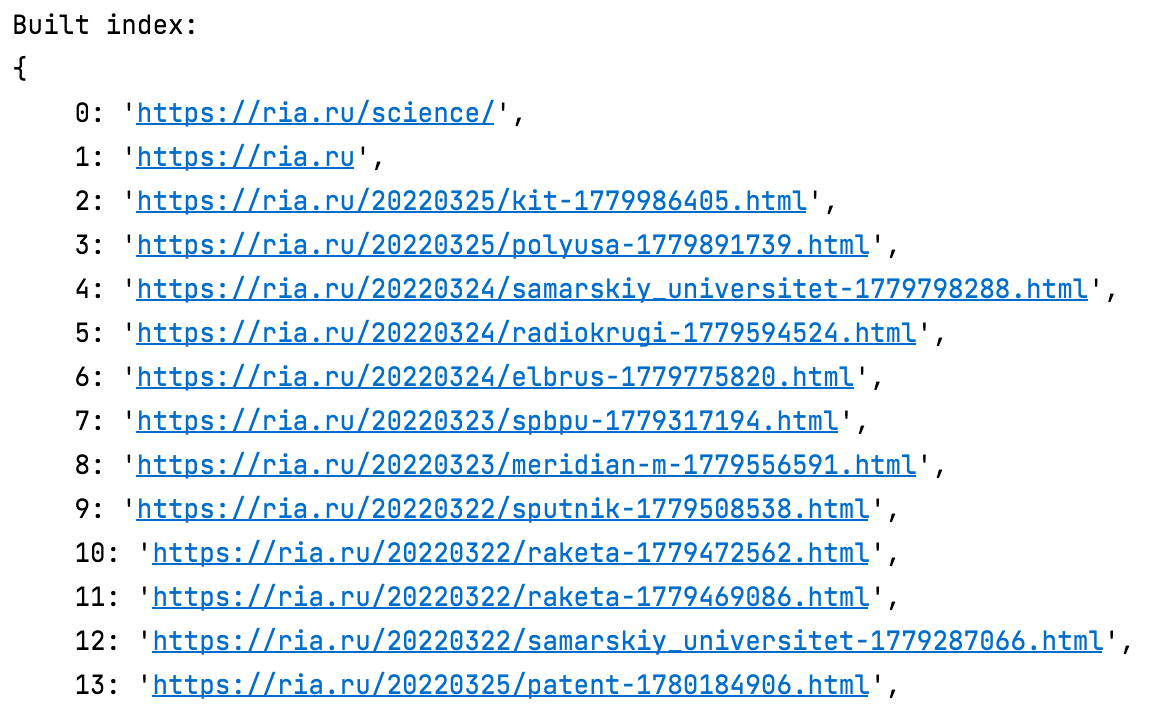 Built index:
{
0: 'https://ria.ru/science/',
1: 'https://ria.ru',
2: 'https://ria.ru/20220325/kit-1779986405.html',
3: 'https://ria.ru/20220325/polyusa-1779891739.html',
4: 'https://ria.ru/20220324/samarskiy_universitet-1779798288.html',
5: 'https://ria.ru/20220324/radiokrugi-1779594524.html',
6: 'https://ria.ru/20220324/elbrus-1779775820.html',
7: 'https://ria.ru/20220323/spbpu-1779317194.html',
8: 'https://ria.ru/20220323/meridian-m-1779556591.html',
9: 'https://ria.ru/20220322/sputnik-1779508538.html',
10: 'https://ria.ru/20220322/raketa-1779472562.html',
11: 'https://ria.ru/20220322/raketa-1779469086.html',
12: 'https://ria.ru/20220322/samarskiy_universitet-1779287066.html',
13: 'https://ria.ru/20220325/patent-1780184906.html',